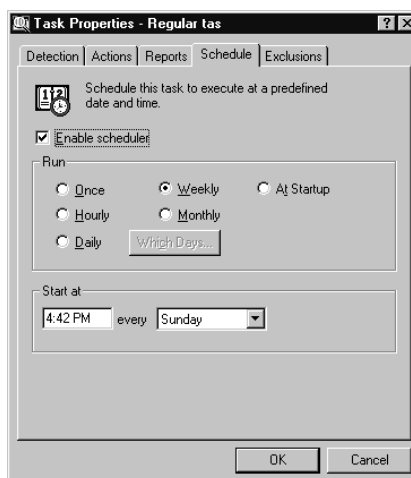 Task Properties - Regular tas
Detection Actions Reports Schedule Exclusions
Schedule this task to execute at a predefined
date and time.
Enable scheduler
Run
Once Weekly At Startup
Hourly Monthly
Daily Which Days...
Start at
4:42 PM every Sunday
OK Cancel